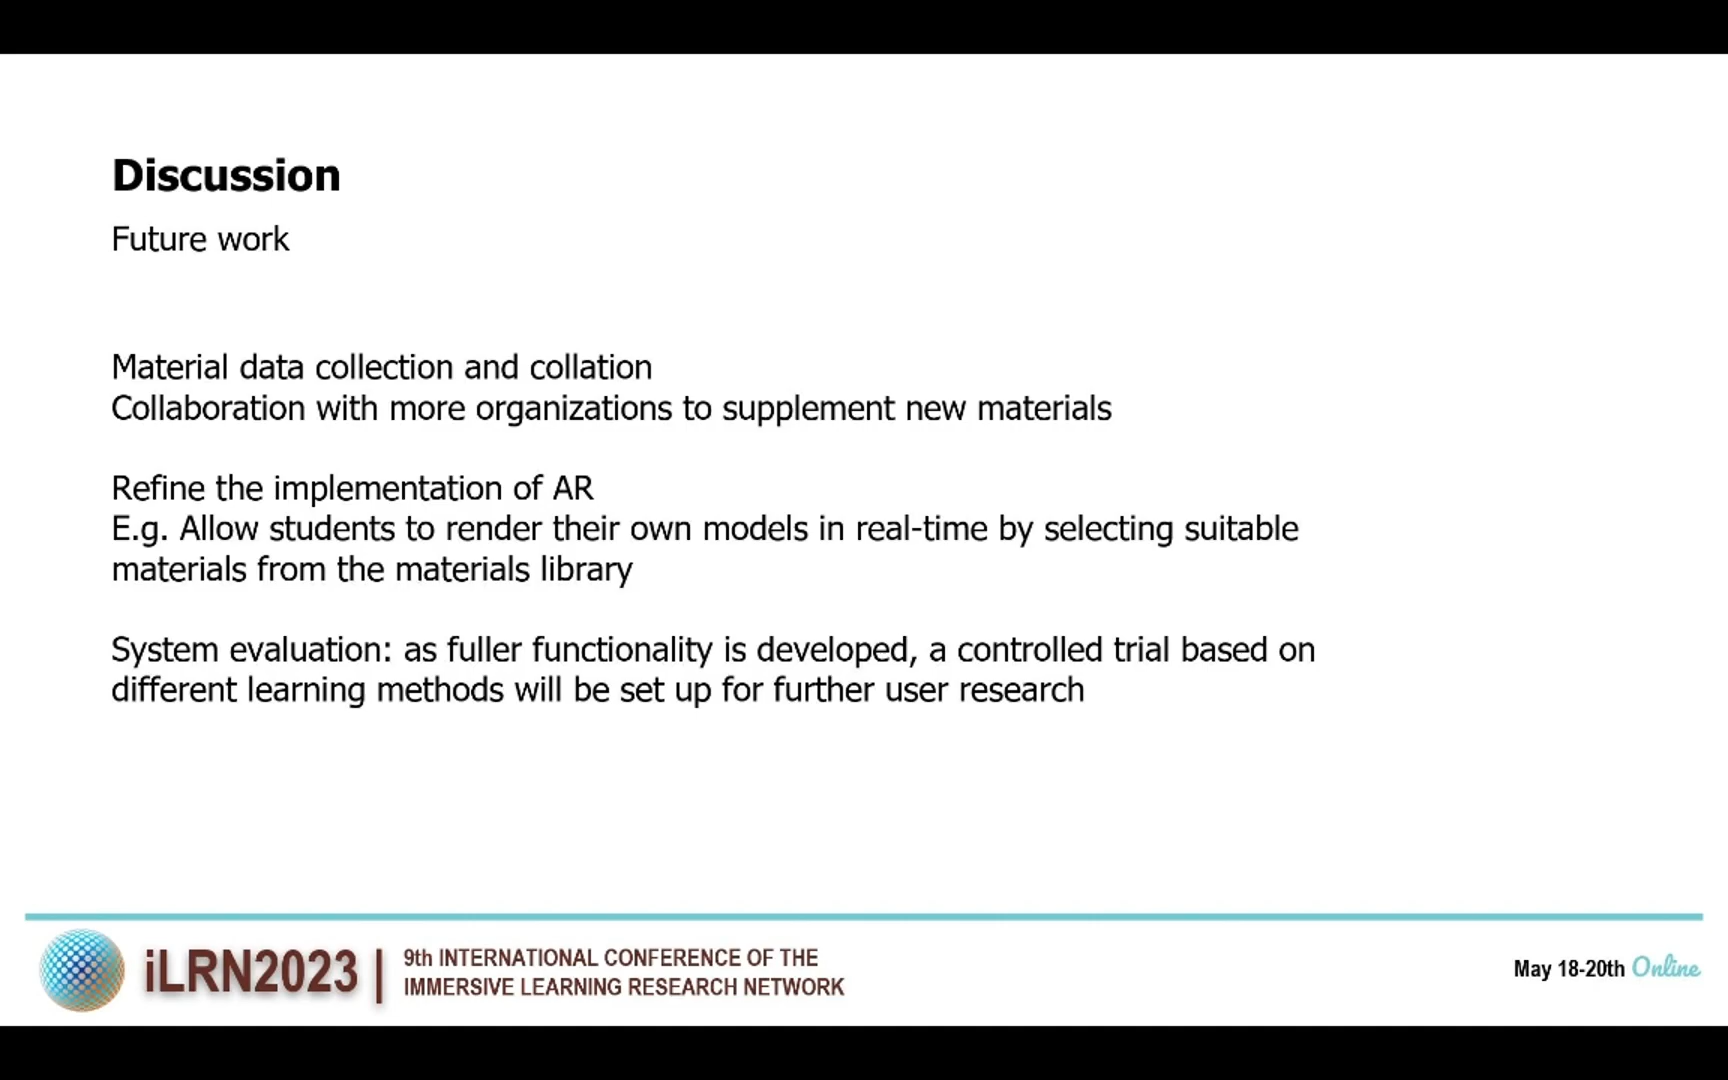 Discussion
Future work
Material data collection and collation
Collaboration with more organizations to supplement new materials
Refine the implementation of AR
E.g. Allow students to render their own models in real-time by selecting suitable
materials from the materials library
System evaluation: as fuller functionality is developed, a controlled trial based on
different learning methods will be set up for further user research
iLRN2023 | 9th INTERNATIONAL CONFERENCE OF THE
IMMERSIVE LEARNING RESEARCH NETWORK
May 18-20th Online